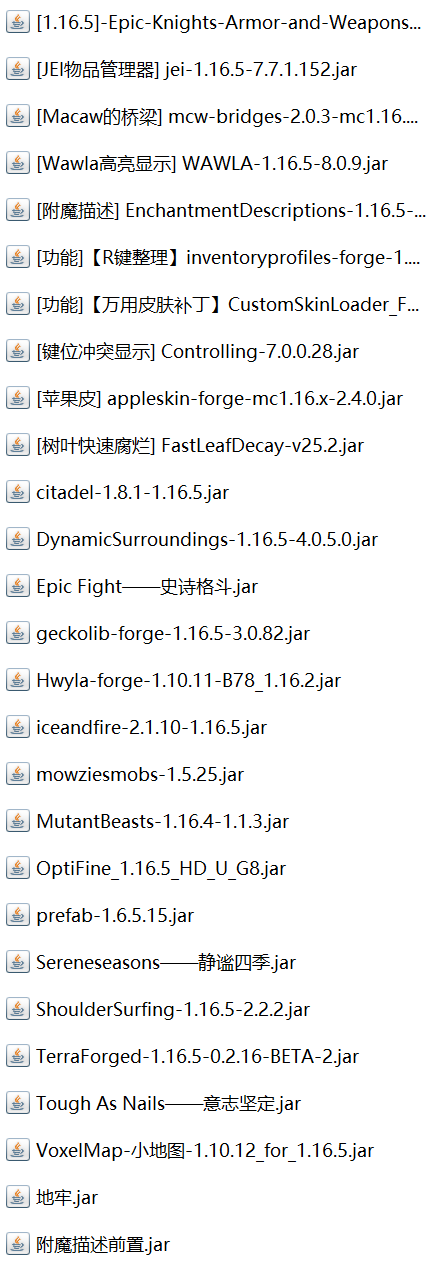 [1.16.5]-Epic-Knights-Armor-and-Weapons...
[JEI物品管理器] jei-1.16.5-7.7.1.152.jar
[Macaw的桥梁] mcw-bridges-2.0.3-mc1.16....
[Wawla高亮显示] WAWLA-1.16.5-8.0.9.jar
[附魔描述] EnchantmentDescriptions-1.16.5-...
[功能]【R键整理】inventoryprofiles-forge-1....
[功能]【万用皮肤补丁】CustomSkinLoader_F...
[键位冲突显示] Controlling-7.0.0.28.jar
[苹果皮] appleskin-forge-mc1.16.x-2.4.0.jar
[树叶快速腐烂] FastLeafDecay-v25.2.jar
citadel-1.8.1-1.16.5.jar
DynamicSurroundings-1.16.5-4.0.5.0.jar
Epic Fight——史诗格斗.jar
geckolib-forge-1.16.5-3.0.82.jar
Hwyla-forge-1.10.11-B78_1.16.2.jar
iceandfire-2.1.10-1.16.5.jar
mowziesmobs-1.5.25.jar
MutantBeasts-1.16.4-1.1.3.jar
OptiFine_1.16.5_HD_U_G8.jar
prefab-1.6.5.15.jar
Sereneseasons——静谧四季.jar
ShoulderSurfing-1.16.5-2.2.2.jar
TerraForged-1.16.5-0.2.16-BETA-2.jar
Tough As Nails——意志坚定.jar
VoxelMap-小地图-1.10.12_for_1.16.5.jar
地牢.jar
附魔描述前置.jar